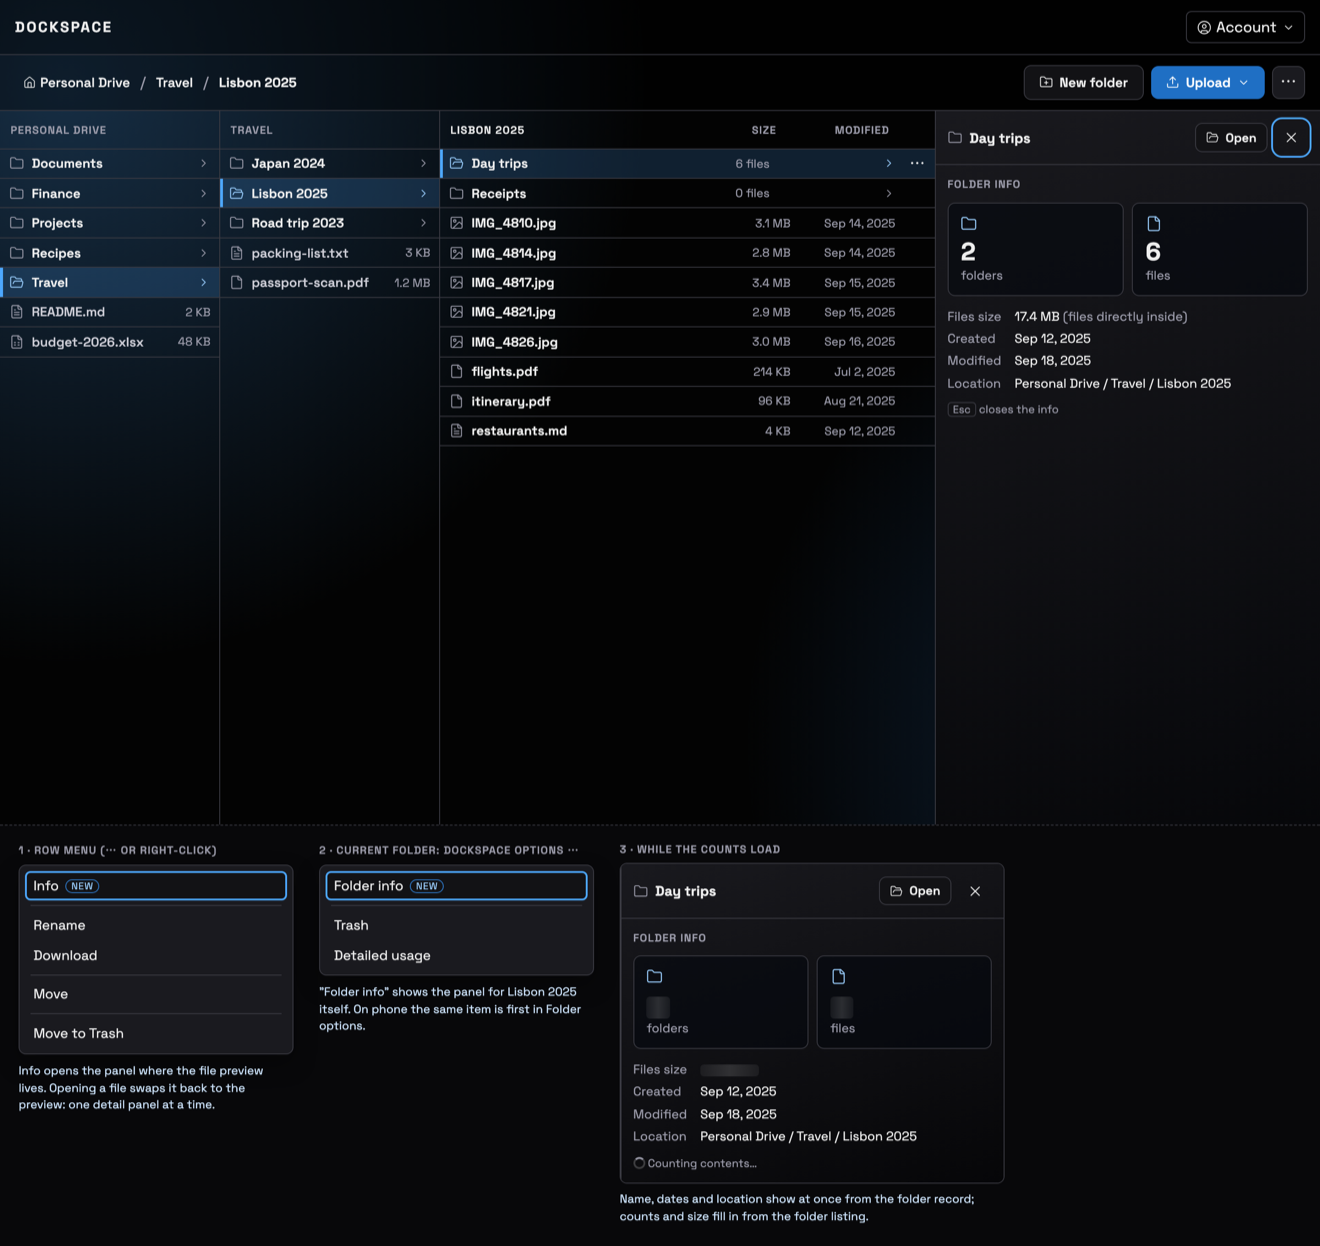 DOCKSPACE
Account
Personal Drive / Travel / Lisbon 2025
New folder
Upload
···
PERSONAL DRIVE
Documents
Finance
Projects
Recipes
Travel
README.md 2 KB
budget-2026.xlsx 48 KB
TRAVEL
Japan 2024
Lisbon 2025
Road trip 2023
packing-list.txt 3 KB
passport-scan.pdf 1.2 MB
LISBON 2025 SIZE MODIFIED
Day trips 6 files ···
Receipts 0 files
IMG_4810.jpg 3.1 MB Sep 14, 2025
IMG_4814.jpg 2.8 MB Sep 14, 2025
IMG_4817.jpg 3.4 MB Sep 15, 2025
IMG_4821.jpg 2.9 MB Sep 15, 2025
IMG_4826.jpg 3.0 MB Sep 16, 2025
flights.pdf 214 KB Jul 2, 2025
itinerary.pdf 96 KB Aug 21, 2025
restaurants.md 4 KB Sep 12, 2025
Day trips
Open
FOLDER INFO
2
folders
6
files
Files size 17.4 MB (files directly inside)
Created Sep 12, 2025
Modified Sep 18, 2025
Location Personal Drive / Travel / Lisbon 2025
Esc closes the info
1 · ROW MENU (··· OR RIGHT-CLICK)
Info NEW
Rename
Download
Move
Move to Trash
Info opens the panel where the file preview
lives. Opening a file swaps it back to the
preview: one detail panel at a time.
2 · CURRENT FOLDER: DOCKSPACE OPTIONS ···
Folder info NEW
Trash
Detailed usage
"Folder info" shows the panel for Lisbon 2025
itself. On phone the same item is first in Folder
options.
3 · WHILE THE COUNTS LOAD
Day trips
Open
FOLDER INFO
folders
files
Files size
Created Sep 12, 2025
Modified Sep 18, 2025
Location Personal Drive / Travel / Lisbon 2025
Counting contents…
Name, dates and location show at once from the folder record;
counts and size fill in from the folder listing.